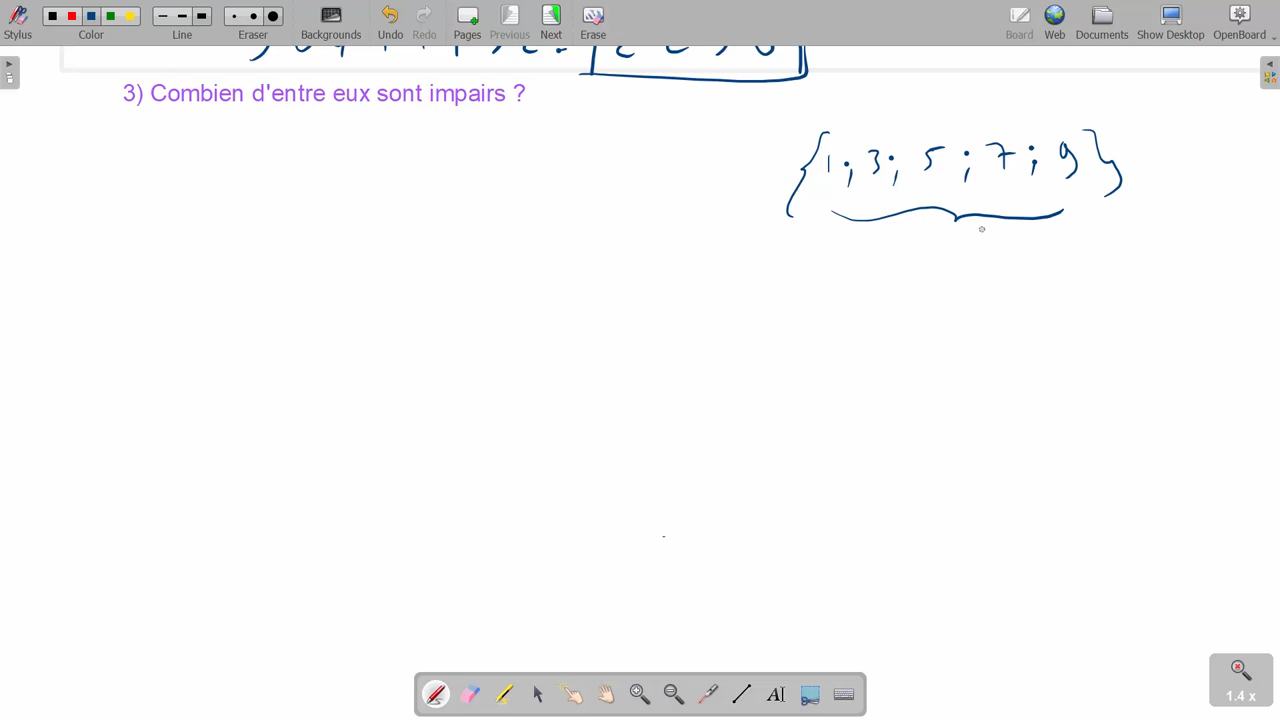 Stylus
Color
Line
Eraser
Backgrounds
Undo
Redo
Pages
Previous
Next
Erase
Board
Web
Documents
Show Desktop
OpenBoard
3) Combien d'entre eux sont impairs ?
{1; 3; 5; 7; 9}
1.4 x